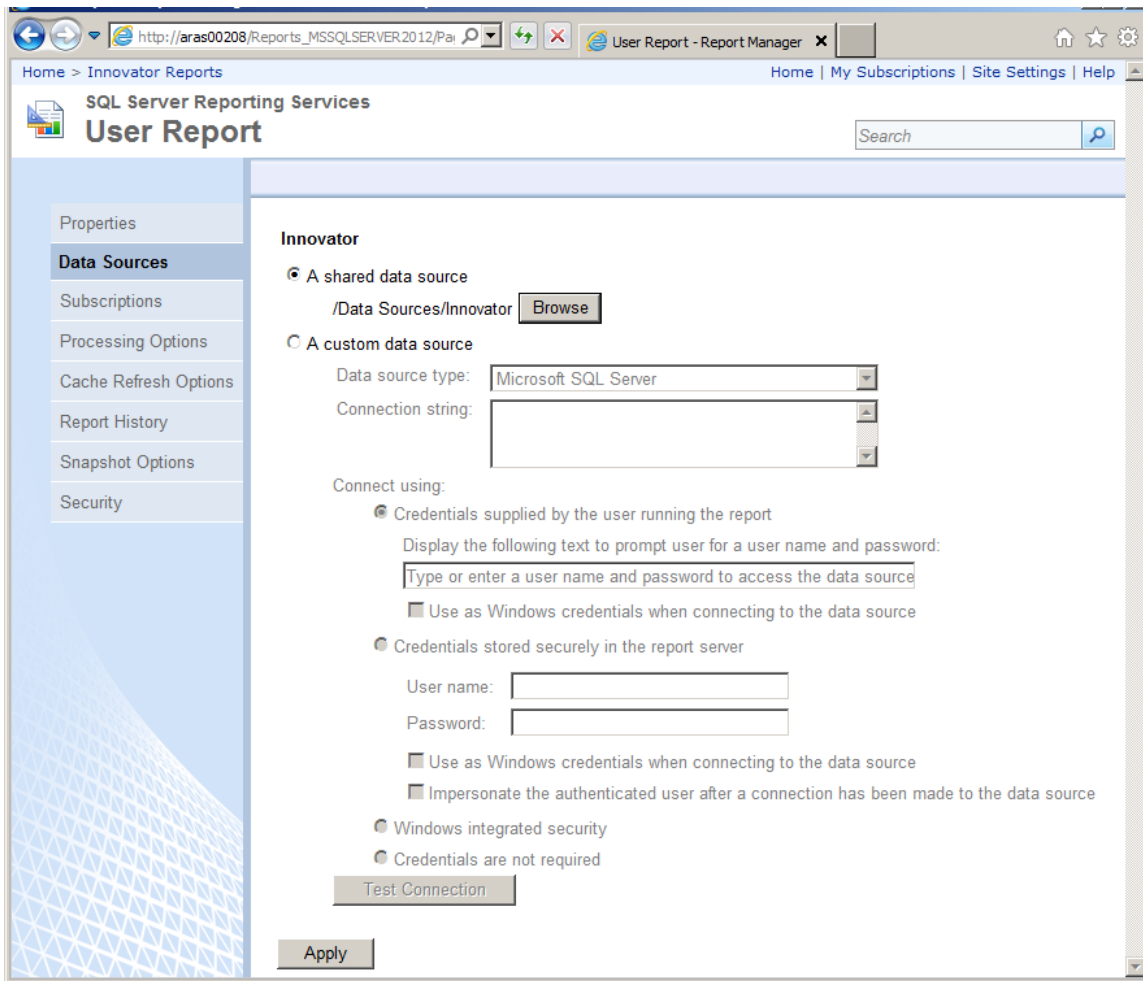 http://aras00208/Reports_MSSQLSERVER2012/Pa
User Report - Report Manager
Home > Innovator Reports
Home | My Subscriptions | Site Settings | Help
SQL Server Reporting Services
User Report
Search
Properties
Data Sources
Subscriptions
Processing Options
Cache Refresh Options
Report History
Snapshot Options
Security
Innovator
A shared data source
/Data Sources/Innovator Browse
A custom data source
Data source type: Microsoft SQL Server
Connection string:
Connect using:
Credentials supplied by the user running the report
Display the following text to prompt user for a user name and password:
Type or enter a user name and password to access the data source
Use as Windows credentials when connecting to the data source
Credentials stored securely in the report server
User name:
Password:
Use as Windows credentials when connecting to the data source
Impersonate the authenticated user after a connection has been made to the data source
Windows integrated security
Credentials are not required
Test Connection
Apply